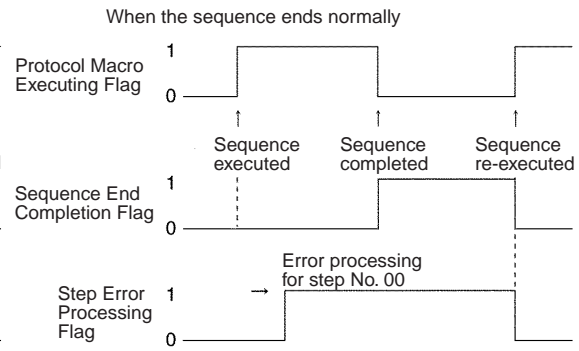 When the sequence ends normally
Protocol Macro
Executing Flag
1
0
Sequence
executed
Sequence
completed
Sequence
re-executed
Sequence End
Completion Flag
1
0
Error processing
for step No. 00
→
Step Error
Processing
Flag
1
0